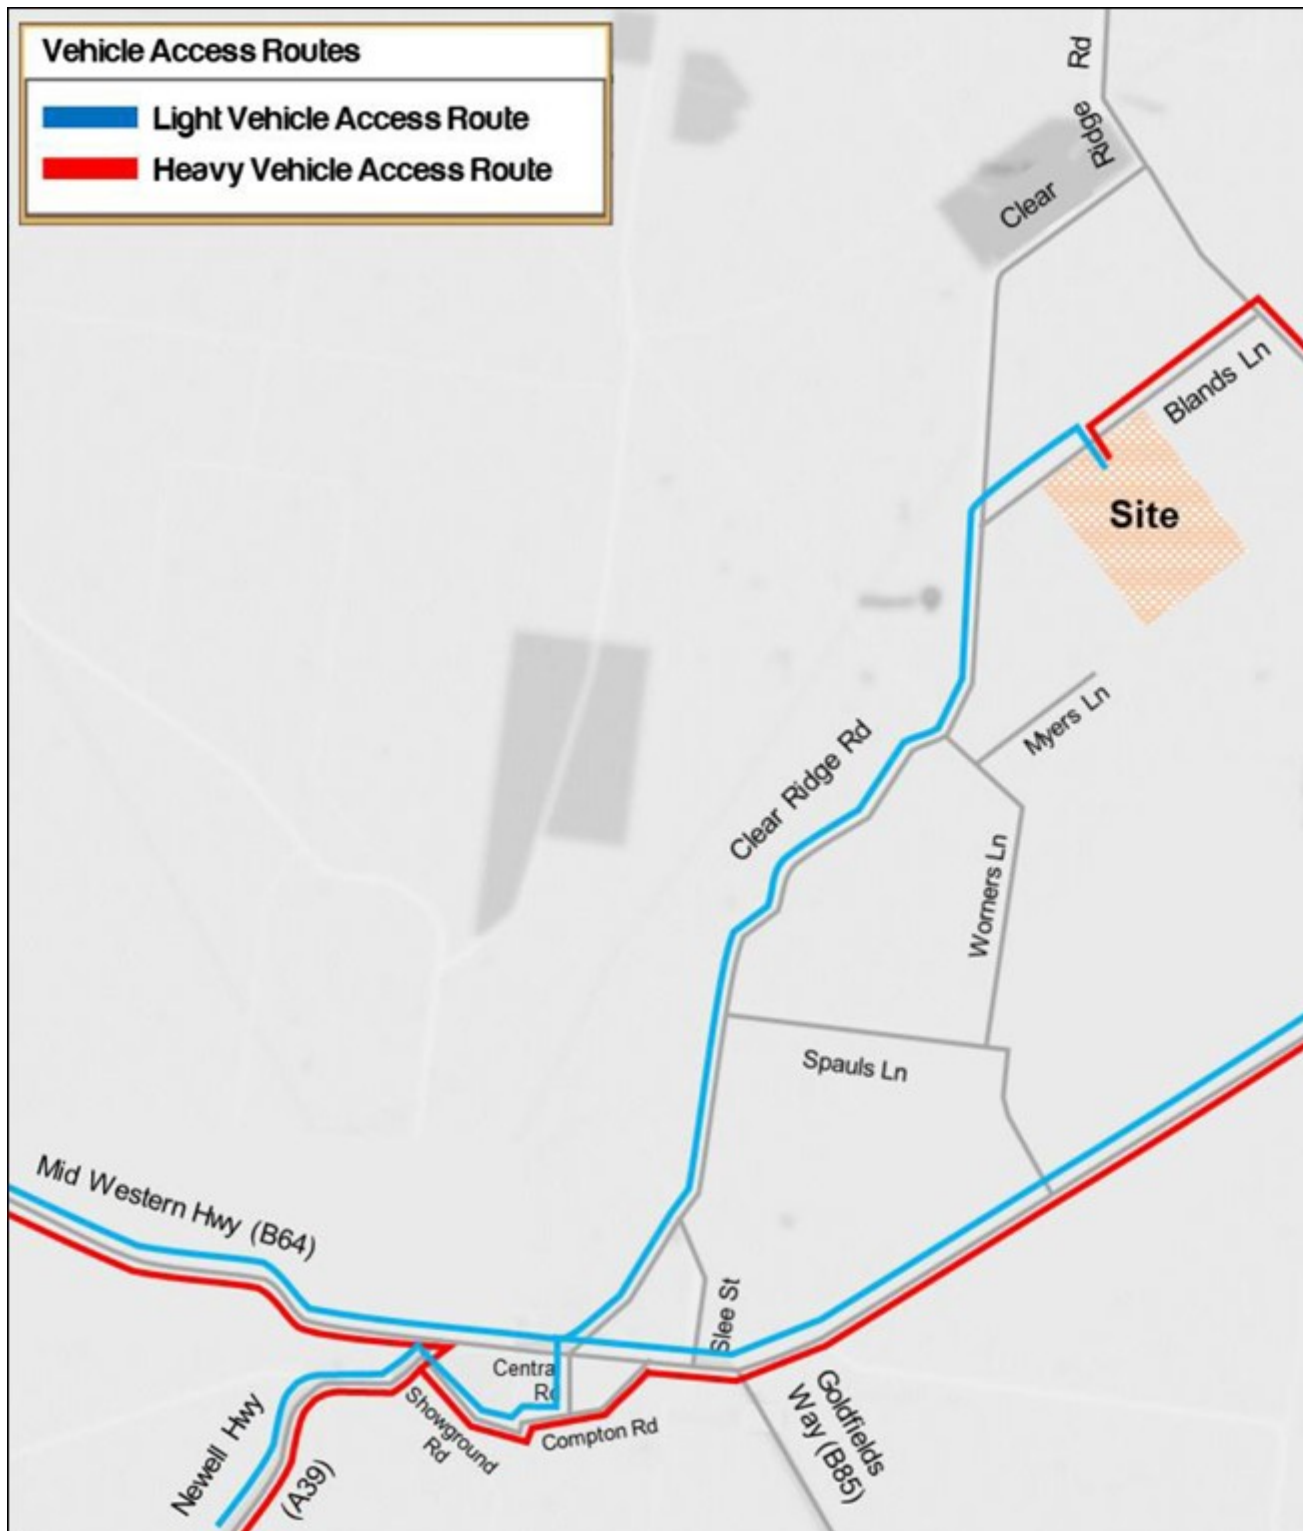 Vehicle Access Routes
Light Vehicle Access Route
Heavy Vehicle Access Route
Rd
Ridge
Clear
Blands Ln
Site
Myers Ln
Clear Ridge Rd
Worners Ln
Spauls Ln
Mid Western Hwy (B64)
Slee St
Centra
Rd
Showground
Rd
Compton Rd
Goldfields
Way (B85)
Newell Hwy
(A39)